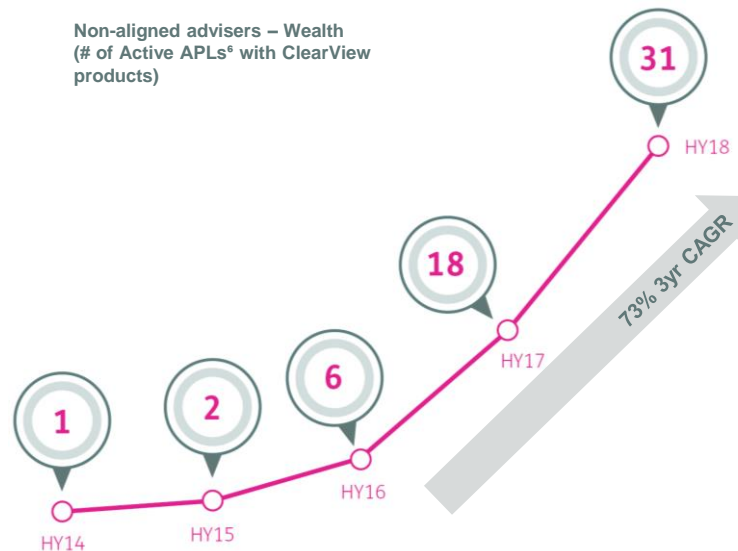 Non-aligned advisers – Wealth
(# of Active APLs⁶ with ClearView
products)
31
HY18
73% 3yr CAGR
18
HY17
6
HY16
2
HY15
1
HY14